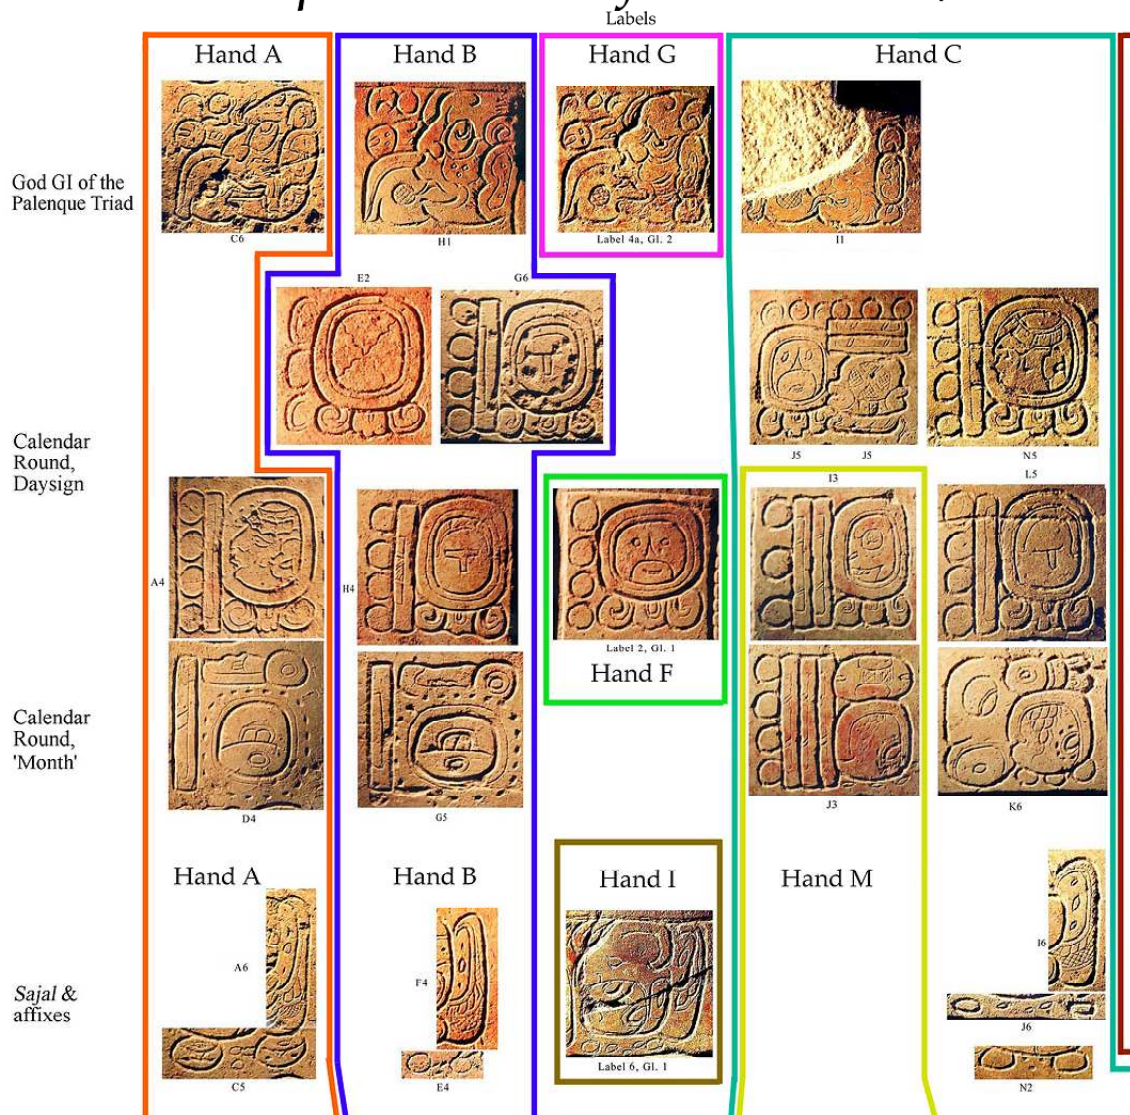 Labels
Hand A
Hand B
Hand G
Hand C
God GI of the
Palenque Triad
C6
H1
Label 4a, Gl. 2
I1
E2
G6
Calendar
Round,
Daysign
J5
J5
N5
I3
L5
A4
H4
Label 2, Gl. 1
Hand F
Calendar
Round,
'Month'
D4
G5
J3
K6
Hand A
Hand B
Hand I
Hand M
Sajal &
affixes
A6
F4
I6
J6
Label 6, Gl. 1
C5
E4
N2